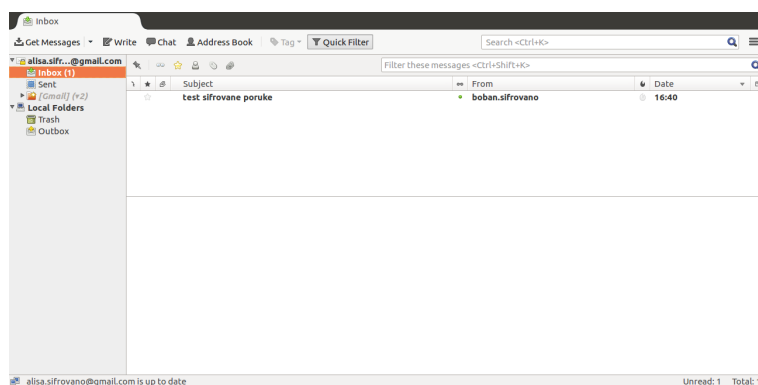 Inbox
Get Messages Write Chat Address Book Tag Quick Filter Search <Ctrl+K>
alisa.sifr...@gmail.com Filter these messages <Ctrl+Shift+K>
Inbox (1)
Sent Subject From Date
[Gmail] (+2) test sifrovane poruke boban.sifrovano 16:40
Local Folders
Trash
Outbox
alisa.sifrovano@gmail.com is up to date Unread: 1 Total: